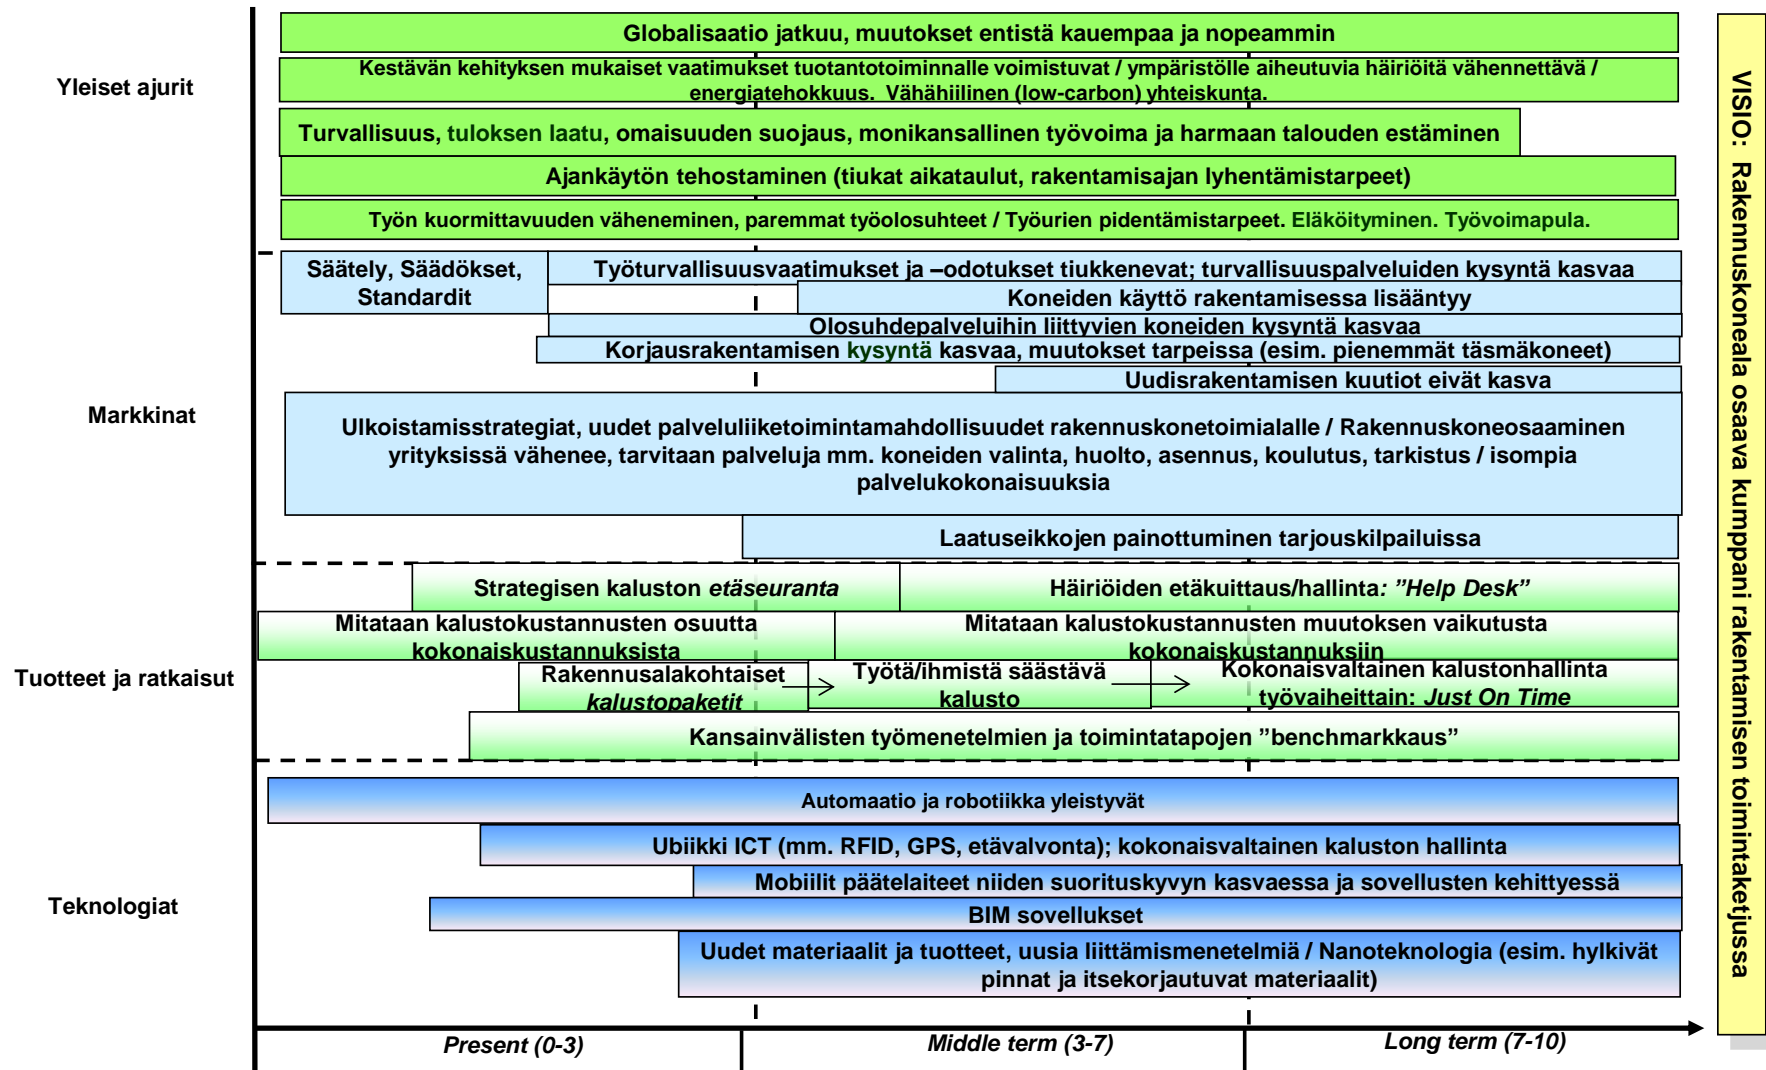 Yleiset ajurit
Globalisaatio jatkuu, muutokset entistä kauempaa ja nopeammin
Kestävän kehityksen mukaiset vaatimukset tuotantotoiminnalle voimistuvat / ympäristölle aiheutuvia häiriöitä vähennettävä /
energiatehokkuus. Vähähiilinen (low-carbon) yhteiskunta.
Turvallisuus, tuloksen laatu, omaisuuden suojaus, monikansallinen työvoima ja harmaan talouden estäminen
Ajankäytön tehostaminen (tiukat aikataulut, rakentamisajan lyhentämistarpeet)
Työn kuormittavuuden väheneminen, paremmat työolosuhteet / Työurien pidentämistarpeet. Eläköityminen. Työvoimapula.
Markkinat
Säätely, Säädökset,
Standardit
Työturvallisuusvaatimukset ja –odotukset tiukkenevat; turvallisuuspalveluiden kysyntä kasvaa
Koneiden käyttö rakentamisessa lisääntyy
Olosuhdepalveluihin liittyvien koneiden kysyntä kasvaa
Korjausrakentamisen kysyntä kasvaa, muutokset tarpeissa (esim. pienemmät täsmäkoneet)
Uudisrakentamisen kuutiot eivät kasva
Ulkoistamisstrategiat, uudet palveluliiketoimintamahdollisuudet rakennuskonetoimialalle / Rakennuskoneosaaminen
yrityksissä vähenee, tarvitaan palveluja mm. koneiden valinta, huolto, asennus, koulutus, tarkistus / isompia
palvelukokonaisuuksia
Laatuseikkojen painottuminen tarjouskilpailuissa
Tuotteet ja ratkaisut
Strategisen kaluston etäseuranta
Häiriöiden etäkuittaus/hallinta: ”Help Desk”
Mitataan kalustokustannusten osuutta
kokonaiskustannuksista
Mitataan kalustokustannusten muutoksen vaikutusta
kokonaiskustannuksiin
Rakennusalakohtaiset
kalustopaketit
Työtä/ihmistä säästävä
kalusto
Kokonaisvaltainen kalustonhallinta
työvaiheittain: Just On Time
Kansainvälisten työmenetelmien ja toimintatapojen ”benchmarkkaus”
Teknologiat
Automaatio ja robotiikka yleistyvät
Ubiikki ICT (mm. RFID, GPS, etävalvonta); kokonaisvaltainen kaluston hallinta
Mobiilit päätelaiteet niiden suorituskyvyn kasvaessa ja sovellusten kehittyessä
BIM sovellukset
Uudet materiaalit ja tuotteet, uusia liittämismenetelmiä / Nanoteknologia (esim. hylkivät
pinnat ja itsekorjautuvat materiaalit)
Present (0-3)
Middle term (3-7)
Long term (7-10)
VISIO: Rakennuskoneala osaava kumppani rakentamisen toimintaketjussa